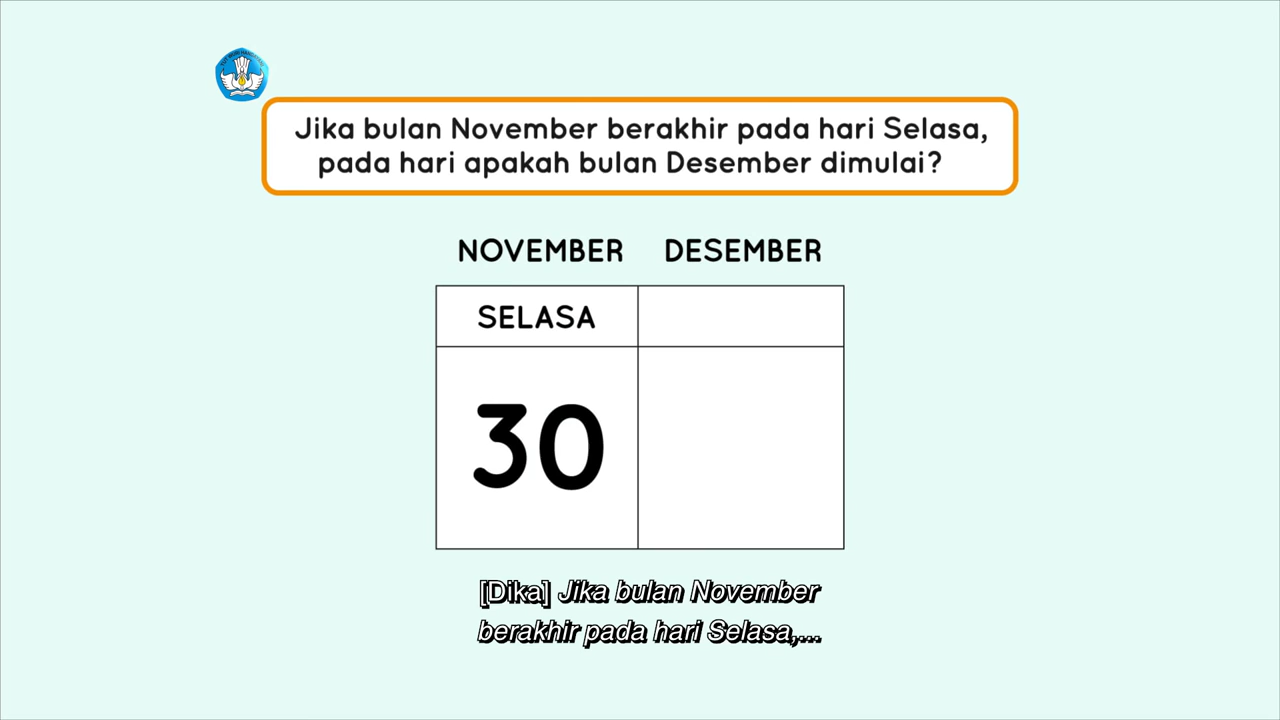 Jika bulan November berakhir pada hari Selasa,
pada hari apakah bulan Desember dimulai?
NOVEMBER DESEMBER
SELASA
30
[Dika] Jika bulan November
berakhir pada hari Selasa,...